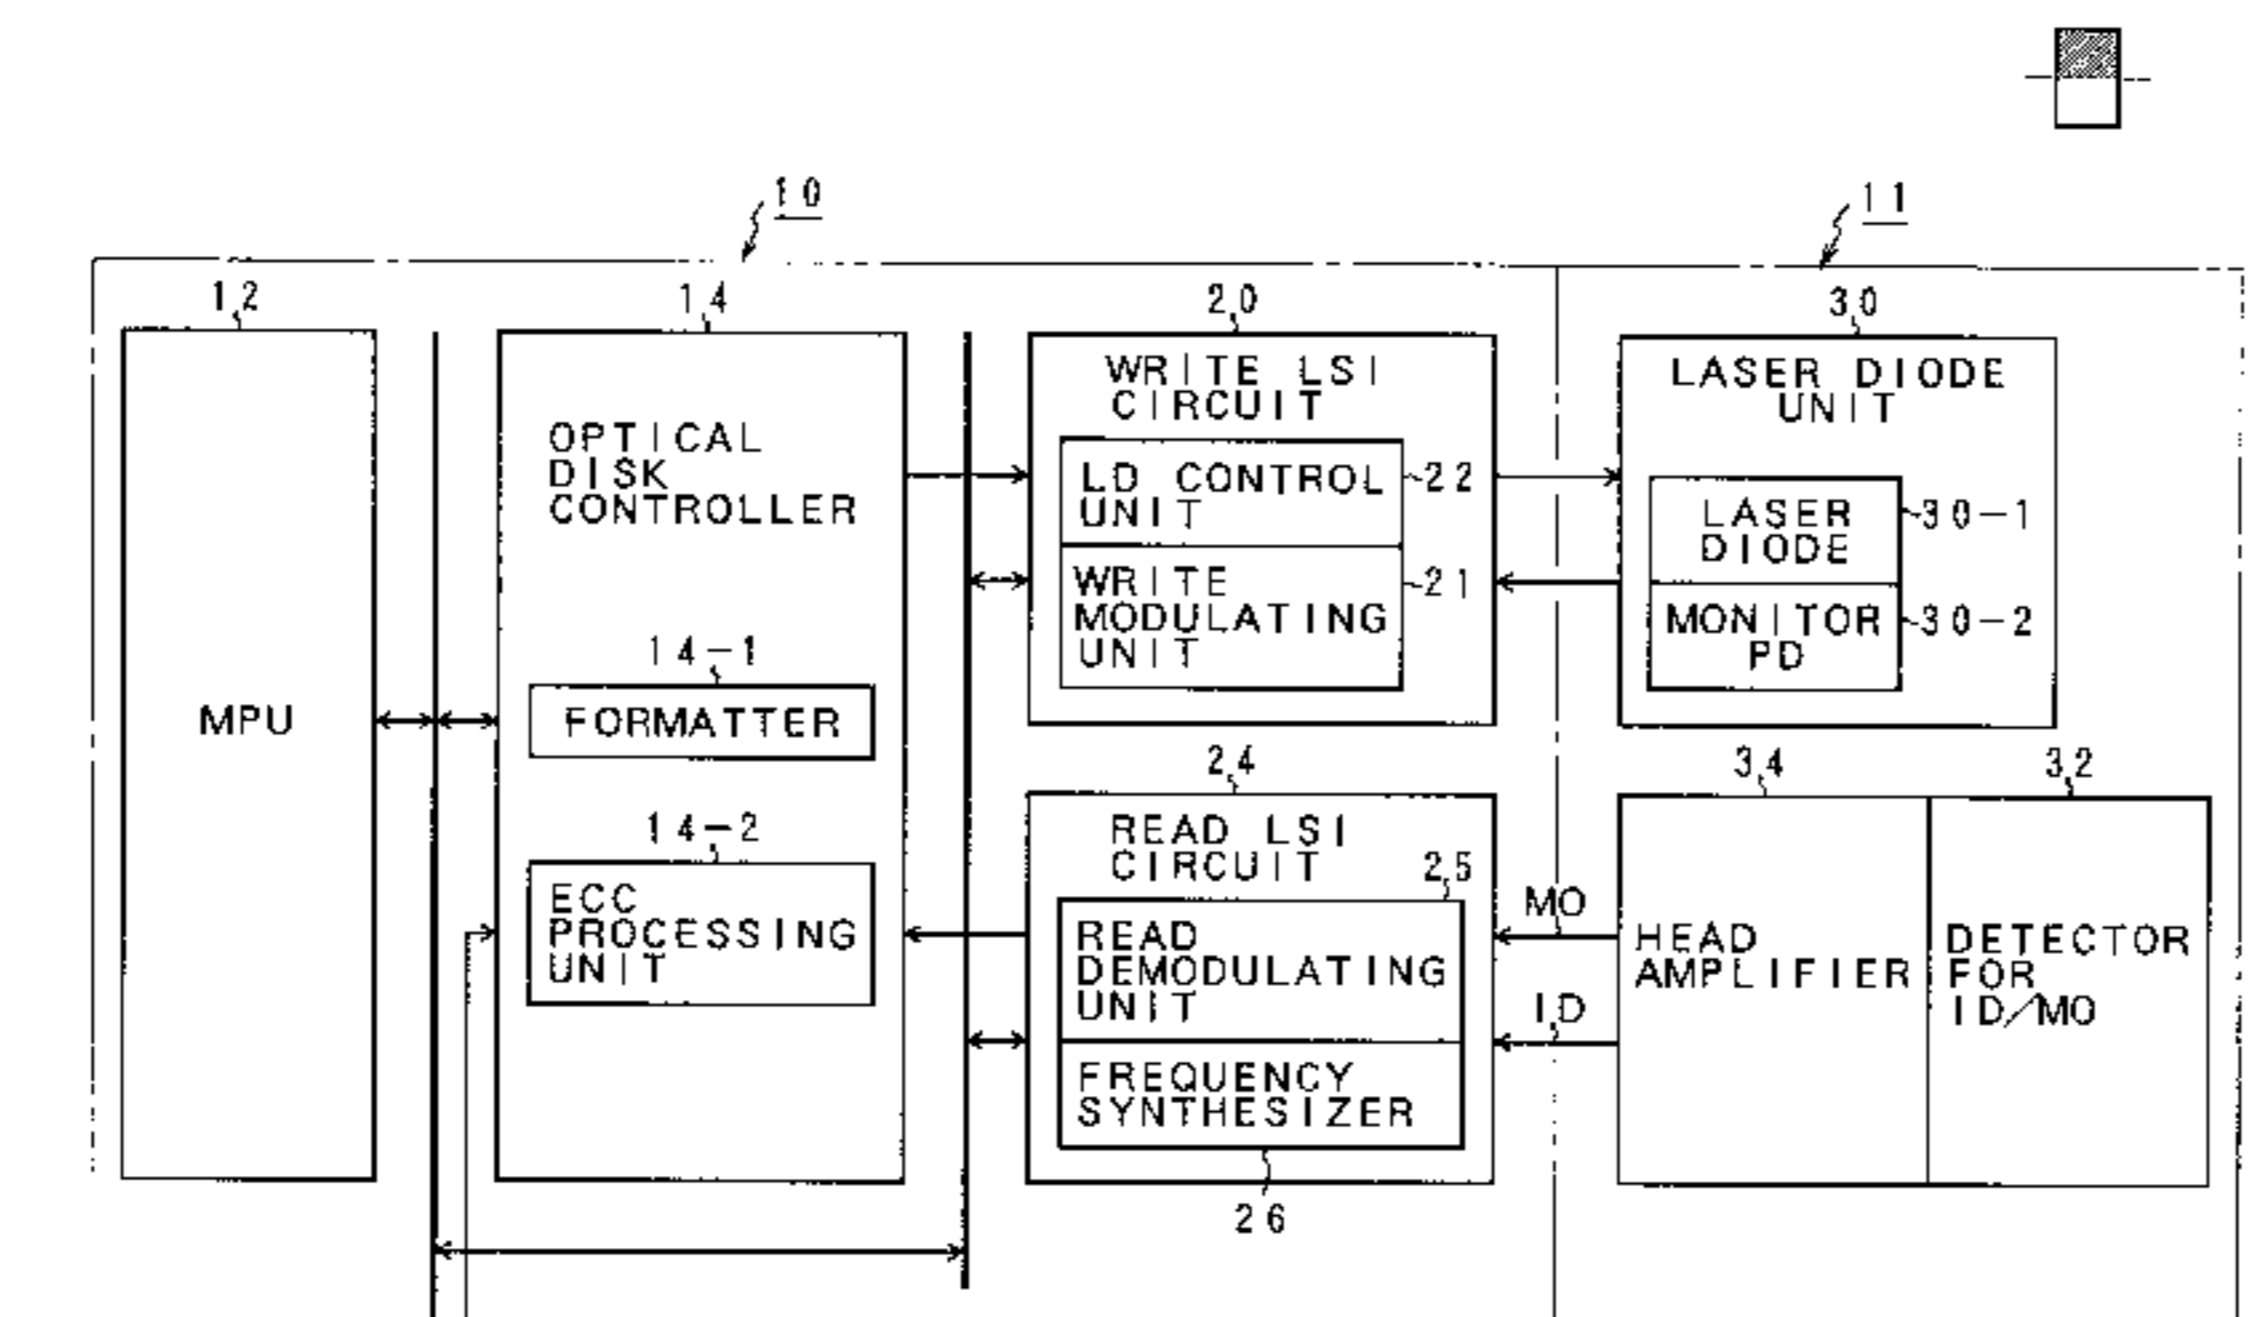 10
11
12
14
20
30
WRITE LSI
CIRCUIT
LASER DIODE
UNIT
OPTICAL
DISK
CONTROLLER
LD CONTROL
UNIT
22
LASER
DIODE
30-1
WRITE
MODULATING
UNIT
21
MONITOR
PD
30-2
14-1
FORMATTER
MPU
24
34
32
14-2
ECC
PROCESSING
UNIT
READ LSI
CIRCUIT
25
READ
DEMODULATING
UNIT
MO
ID
HEAD
AMPLIFIER
DETECTOR
FOR
ID/MO
FREQUENCY
SYNTHESIZER
26